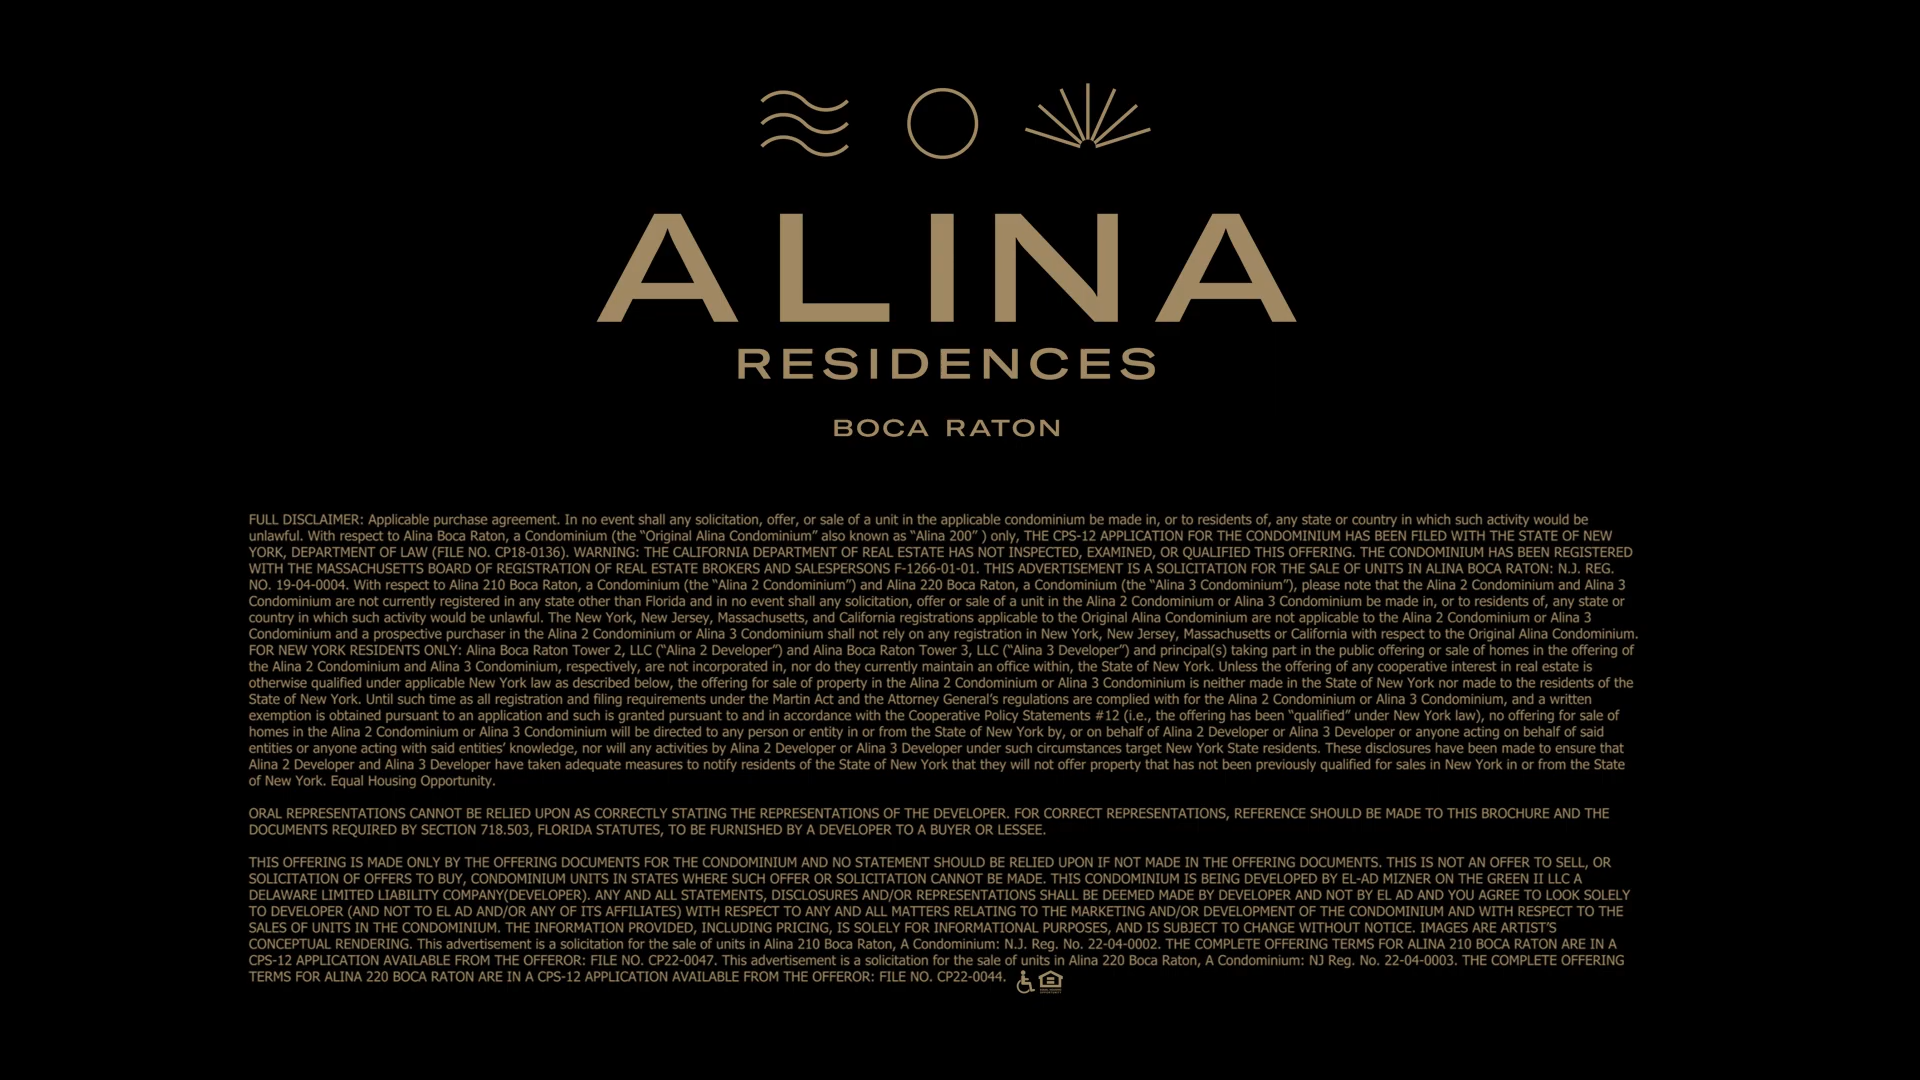 ALINA
RESIDENCES
BOCA RATON
FULL DISCLAIMER: Applicable purchase agreement. In no event shall any solicitation, offer, or sale of a unit in the applicable condominium be made in, or to residents of, any state or country in which such activity would be
unlawful. With respect to Alina Boca Raton, a Condominium (the “Original Alina Condominium” also known as “Alina 200” ) only, THE CPS-12 APPLICATION FOR THE CONDOMINIUM HAS BEEN FILED WITH THE STATE OF NEW
YORK, DEPARTMENT OF LAW (FILE NO. CP18-0136). WARNING: THE CALIFORNIA DEPARTMENT OF REAL ESTATE HAS NOT INSPECTED, EXAMINED, OR QUALIFIED THIS OFFERING. THE CONDOMINIUM HAS BEEN REGISTERED
WITH THE MASSACHUSETTS BOARD OF REGISTRATION OF REAL ESTATE BROKERS AND SALESPERSONS F-1266-01-01. THIS ADVERTISEMENT IS A SOLICITATION FOR THE SALE OF UNITS IN ALINA BOCA RATON: N.J. REG.
NO. 19-04-0004. With respect to Alina 210 Boca Raton, a Condominium (the “Alina 2 Condominium”) and Alina 220 Boca Raton, a Condominium (the “Alina 3 Condominium”), please note that the Alina 2 Condominium and Alina 3
Condominium are not currently registered in any state other than Florida and in no event shall any solicitation, offer or sale of a unit in the Alina 2 Condominium or Alina 3 Condominium be made in, or to residents of, any state or
country in which such activity would be unlawful. The New York, New Jersey, Massachusetts, and California registrations applicable to the Original Alina Condominium are not applicable to the Alina 2 Condominium or Alina 3
Condominium and a prospective purchaser in the Alina 2 Condominium or Alina 3 Condominium shall not rely on any registration in New York, New Jersey, Massachusetts or California with respect to the Original Alina Condominium.
FOR NEW YORK RESIDENTS ONLY: Alina Boca Raton Tower 2, LLC (“Alina 2 Developer”) and Alina Boca Raton Tower 3, LLC (“Alina 3 Developer”) and principal(s) taking part in the public offering or sale of homes in the offering of
the Alina 2 Condominium and Alina 3 Condominium, respectively, are not incorporated in, nor do they currently maintain an office within, the State of New York. Unless the offering of any cooperative interest in real estate is
otherwise qualified under applicable New York law as described below, the offering for sale of property in the Alina 2 Condominium or Alina 3 Condominium is neither made in the State of New York nor made to the residents of the
State of New York. Until such time as all registration and filing requirements under the Martin Act and the Attorney General’s regulations are complied with for the Alina 2 Condominium or Alina 3 Condominium, and a written
exemption is obtained pursuant to an application and such is granted pursuant to and in accordance with the Cooperative Policy Statements #12 (i.e., the offering has been “qualified” under New York law), no offering for sale of
homes in the Alina 2 Condominium or Alina 3 Condominium will be directed to any person or entity in or from the State of New York by, or on behalf of Alina 2 Developer or Alina 3 Developer or anyone acting on behalf of said
entities or anyone acting with said entities’ knowledge, nor will any activities by Alina 2 Developer or Alina 3 Developer under such circumstances target New York State residents. These disclosures have been made to ensure that
Alina 2 Developer and Alina 3 Developer have taken adequate measures to notify residents of the State of New York that they will not offer property that has not been previously qualified for sales in New York in or from the State
of New York. Equal Housing Opportunity.
ORAL REPRESENTATIONS CANNOT BE RELIED UPON AS CORRECTLY STATING THE REPRESENTATIONS OF THE DEVELOPER. FOR CORRECT REPRESENTATIONS, REFERENCE SHOULD BE MADE TO THIS BROCHURE AND THE
DOCUMENTS REQUIRED BY SECTION 718.503, FLORIDA STATUTES, TO BE FURNISHED BY A DEVELOPER TO A BUYER OR LESSEE.
THIS OFFERING IS MADE ONLY BY THE OFFERING DOCUMENTS FOR THE CONDOMINIUM AND NO STATEMENT SHOULD BE RELIED UPON IF NOT MADE IN THE OFFERING DOCUMENTS. THIS IS NOT AN OFFER TO SELL, OR
SOLICITATION OF OFFERS TO BUY, CONDOMINIUM UNITS IN STATES WHERE SUCH OFFER OR SOLICITATION CANNOT BE MADE. THIS CONDOMINIUM IS BEING DEVELOPED BY EL-AD MIZNER ON THE GREEN II LLC A
DELAWARE LIMITED LIABILITY COMPANY(DEVELOPER). ANY AND ALL STATEMENTS, DISCLOSURES AND/OR REPRESENTATIONS SHALL BE DEEMED MADE BY DEVELOPER AND NOT BY EL AD AND YOU AGREE TO LOOK SOLELY
TO DEVELOPER (AND NOT TO EL AD AND/OR ANY OF ITS AFFILIATES) WITH RESPECT TO ANY AND ALL MATTERS RELATING TO THE MARKETING AND/OR DEVELOPMENT OF THE CONDOMINIUM AND WITH RESPECT TO THE
SALES OF UNITS IN THE CONDOMINIUM. THE INFORMATION PROVIDED, INCLUDING PRICING, IS SOLELY FOR INFORMATIONAL PURPOSES, AND IS SUBJECT TO CHANGE WITHOUT NOTICE. IMAGES ARE ARTIST’S
CONCEPTUAL RENDERING. This advertisement is a solicitation for the sale of units in Alina 210 Boca Raton, A Condominium: N.J. Reg. No. 22-04-0002. THE COMPLETE OFFERING TERMS FOR ALINA 210 BOCA RATON ARE IN A
CPS-12 APPLICATION AVAILABLE FROM THE OFFEROR: FILE NO. CP22-0047. This advertisement is a solicitation for the sale of units in Alina 220 Boca Raton, A Condominium: NJ Reg. No. 22-04-0003. THE COMPLETE OFFERING
TERMS FOR ALINA 220 BOCA RATON ARE IN A CPS-12 APPLICATION AVAILABLE FROM THE OFFEROR: FILE NO. CP22-0044.